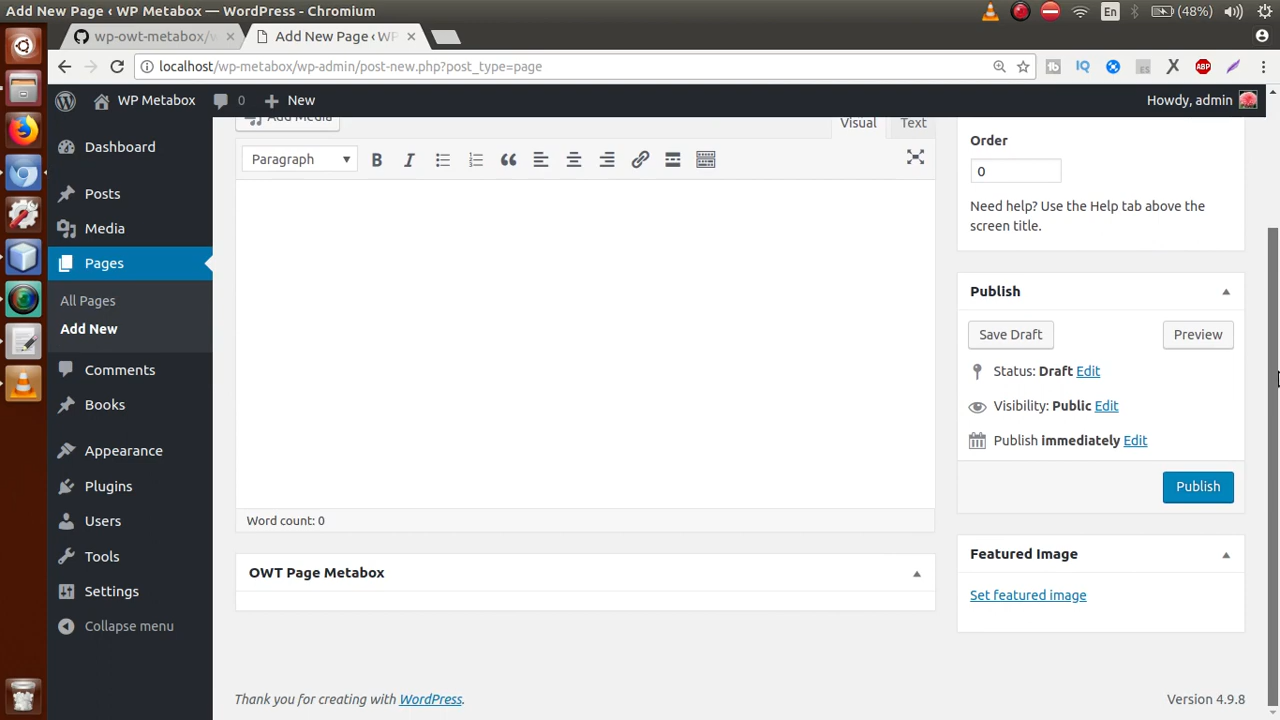 Add New Page ‹ WP Metabox — WordPress - Chromium
En
(48%)
wp-owt-metabox/w
Add New Page ‹ WP
localhost/wp-metabox/wp-admin/post-new.php?post_type=page
ABP
WP Metabox
0
New
Howdy, admin
Dashboard
Posts
Media
Pages
All Pages
Add New
Comments
Books
Appearance
Plugins
Users
Tools
Settings
Collapse menu
Add Media
Visual
Text
Paragraph
Word count: 0
OWT Page Metabox
Order
0
Need help? Use the Help tab above the
screen title.
Publish
Save Draft
Preview
Status: Draft Edit
Visibility: Public Edit
Publish immediately Edit
Publish
Featured Image
Set featured image
Thank you for creating with WordPress.
Version 4.9.8